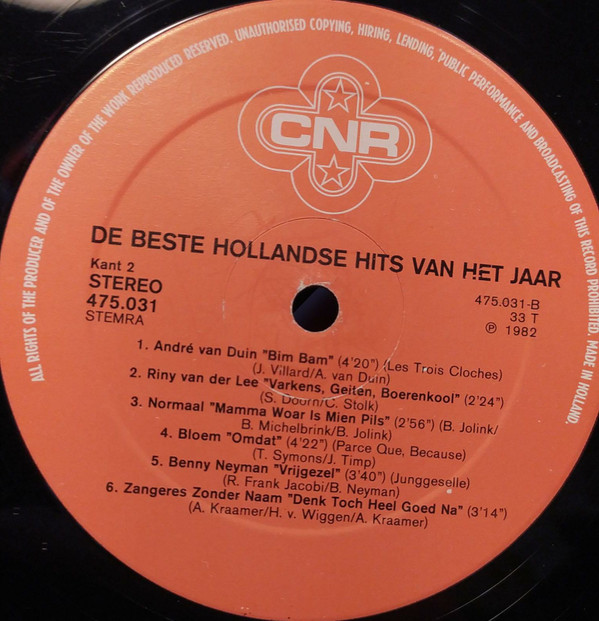 ALL RIGHTS OF THE PRODUCER AND OF THE OWNER OF THE WORK REPRODUCED RESERVED. UNAUTHORISED COPYING, HIRING, LENDING, PUBLIC PERFORMANCE AND BROADCASTING OF THIS RECORD PROHIBITED. MADE IN HOLLAND.
CNR
DE BESTE HOLLANDSE HITS VAN HET JAAR
Kant 2
STEREO
475.031
STEMRA
475.031-B
33 T
℗ 1982
1. André van Duin "Bim Bam" (4'20") (Les Trois Cloches)
(J. Villard/A. van Duin)
2. Riny van der Lee "Varkens, Geiten, Boerenkool" (2'24")
(S. Doorn/C. Stolk)
3. Normaal "Mamma Woar Is Mien Pils" (2'56") (B. Jolink/
B. Michelbrink/B. Jolink)
4. Bloem "Omdat" (4'22") (Parce Que, Because)
(T. Symons/J. Timp)
5. Benny Neyman "Vrijgezel" (3'40") (Junggeselle)
(R. Frank Jacobi/B. Neyman)
6. Zangeres Zonder Naam "Denk Toch Heel Goed Na" (3'14")
(A. Kraamer/H. v. Wiggen/A. Kraamer)